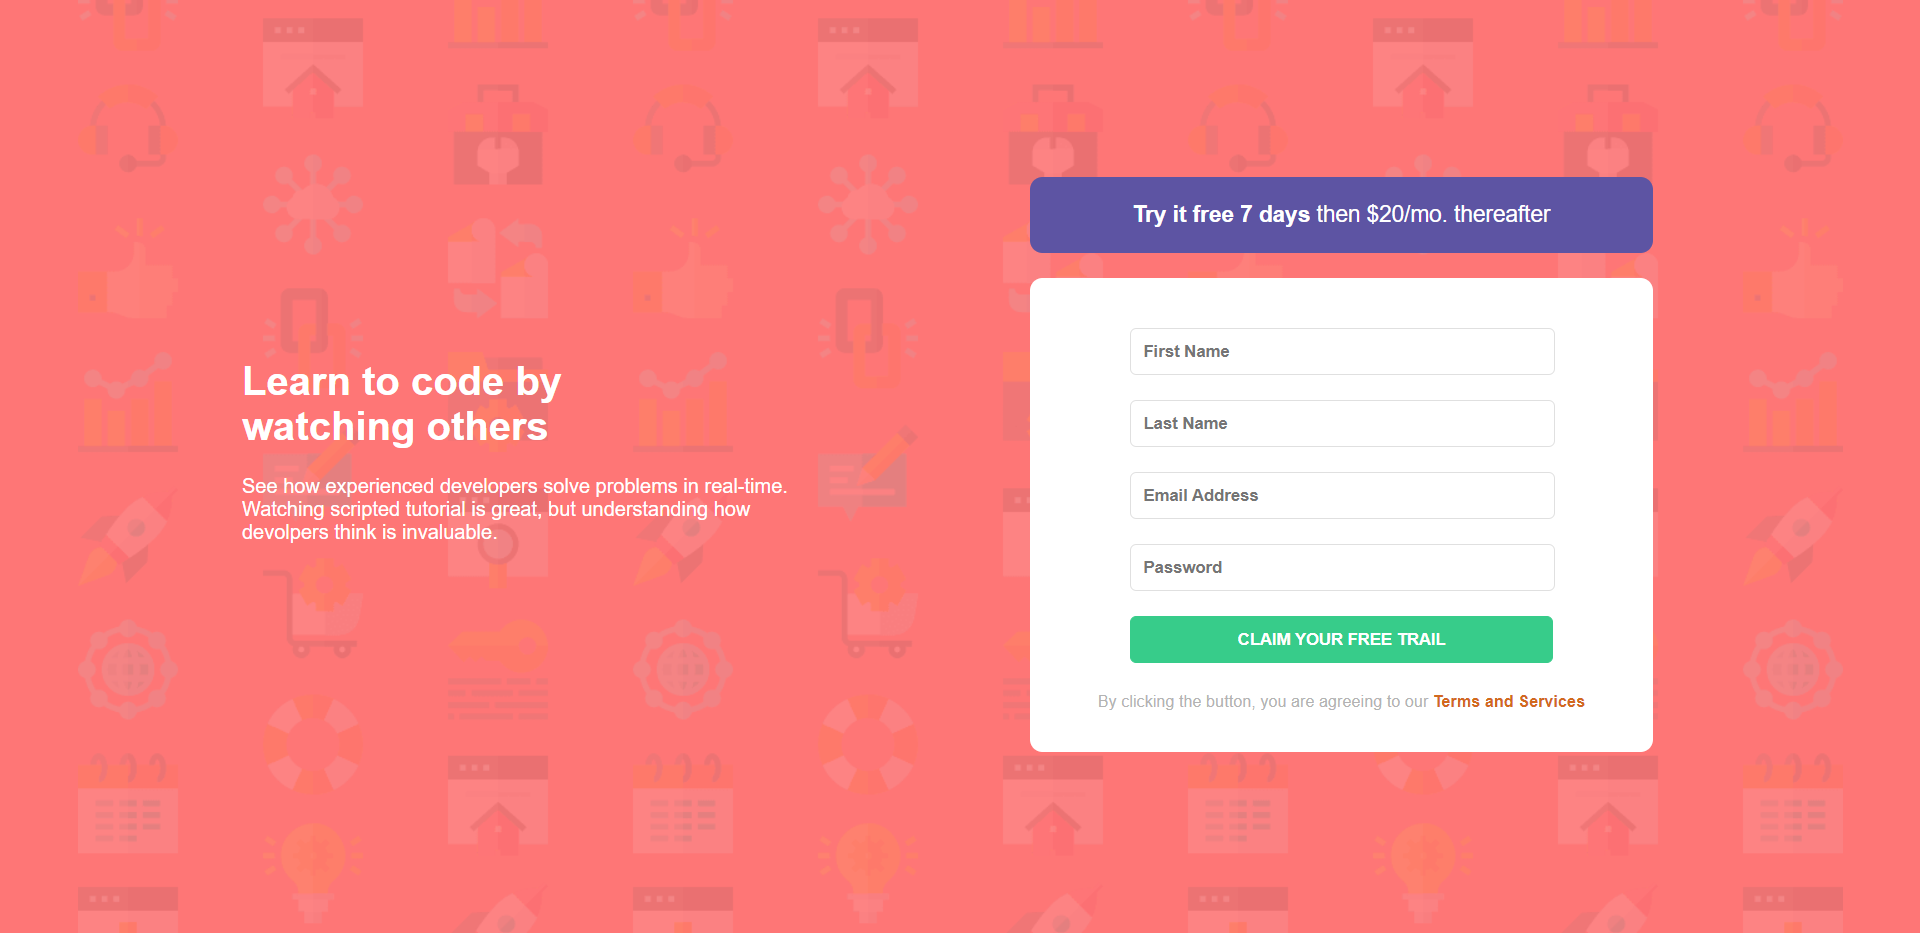 Learn to code by
watching others
See how experienced developers solve problems in real-time.
Watching scripted tutorial is great, but understanding how
devolpers think is invaluable.
Try it free 7 days then $20/mo. thereafter
First Name
Last Name
Email Address
Password
CLAIM YOUR FREE TRAIL
By clicking the button, you are agreeing to our Terms and Services